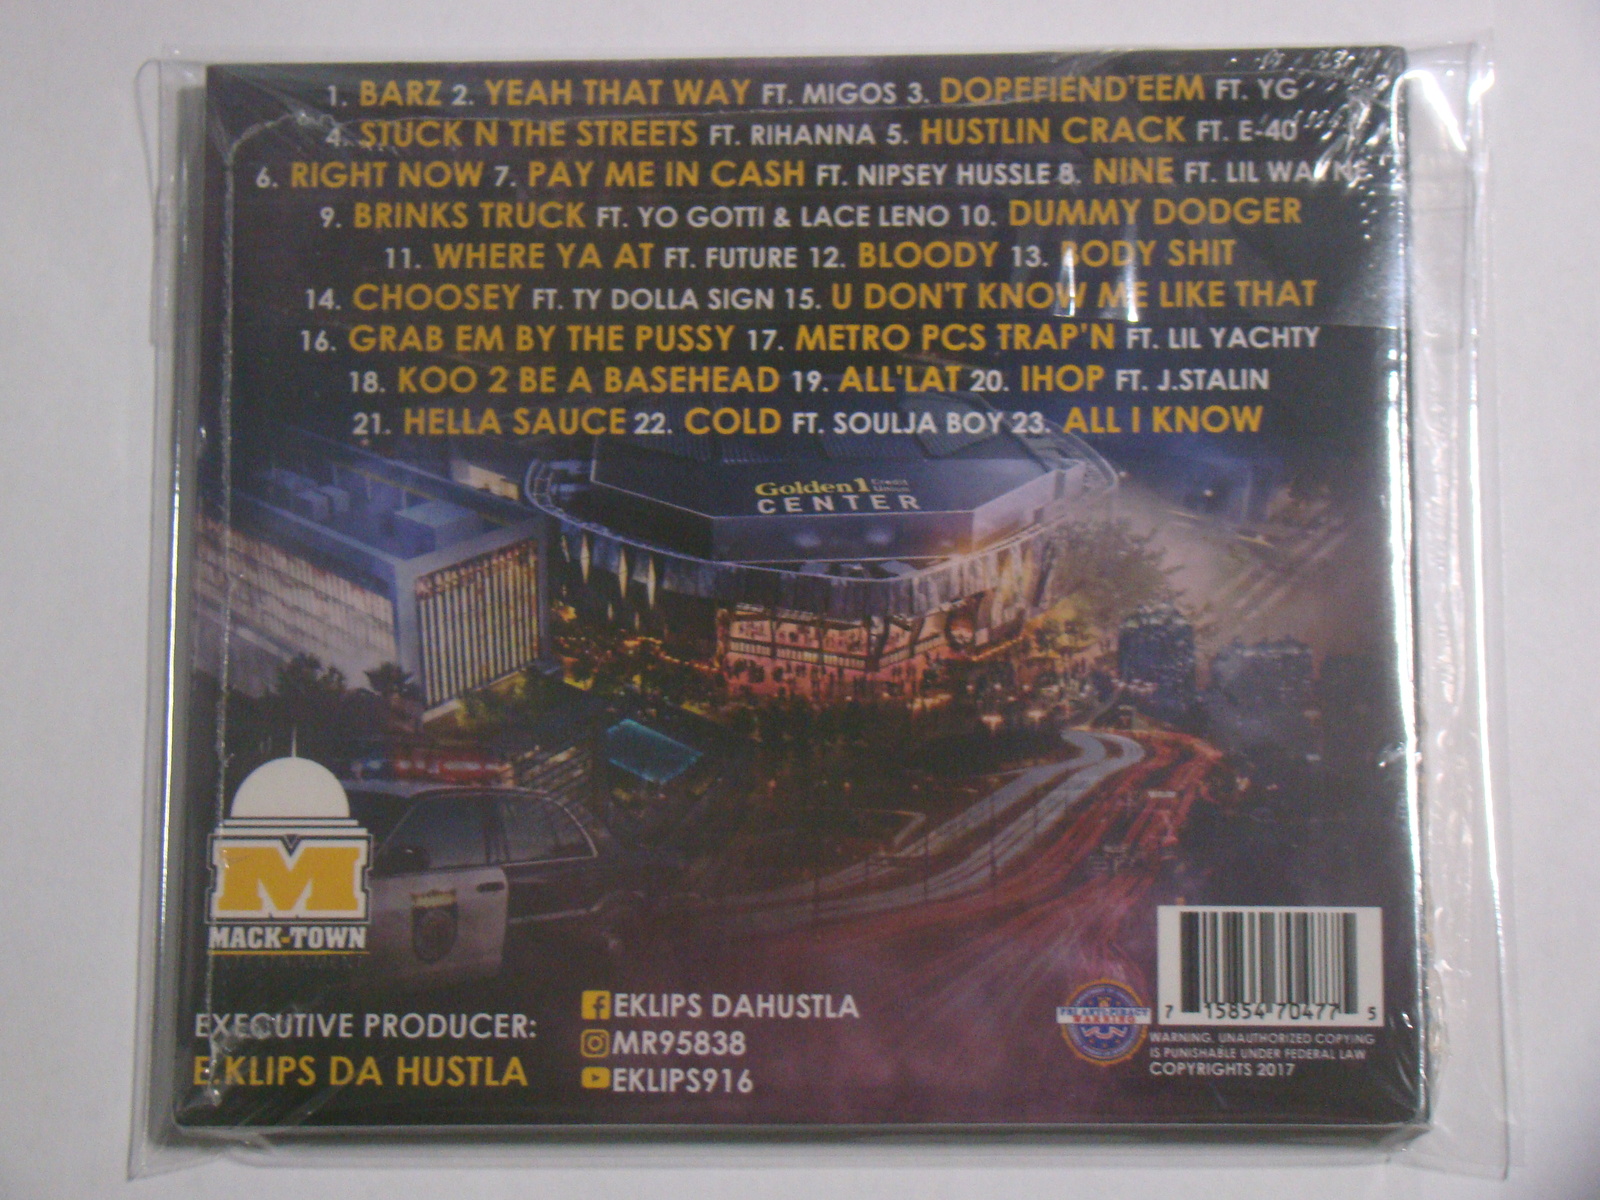 1. BARZ 2. YEAH THAT WAY FT. MIGOS 3. DOPEFIEND'EEM FT. YG
4. STUCK N THE STREETS FT. RIHANNA 5. HUSTLIN CRACK FT. E-40
6. RIGHT NOW 7. PAY ME IN CASH FT. NIPSEY HUSSLE 8. NINE FT. LIL WAYNE
9. BRINKS TRUCK FT. YO GOTTI & LACE LENO 10. DUMMY DODGER
11. WHERE YA AT FT. FUTURE 12. BLOODY 13. BODY SHIT
14. CHOOSEY FT. TY DOLLA SIGN 15. U DON'T KNOW ME LIKE THAT
16. GRAB EM BY THE PUSSY 17. METRO PCS TRAP'N FT. LIL YACHTY
18. KOO 2 BE A BASEHEAD 19. ALL'LAT 20. IHOP FT. J.STALIN
21. HELLA SAUCE 22. COLD FT. SOULJA BOY 23. ALL I KNOW
Golden 1 Credit Union
CENTER
M
MACK-TOWN
EXECUTIVE PRODUCER:
E.KLIPS DA HUSTLA
EKLIPS DAHUSTLA
MR95838
EKLIPS916
FBI ANTI-PIRACY
WARNING
7 15854 70477 5
WARNING. UNAUTHORIZED COPYING
IS PUNISHABLE UNDER FEDERAL LAW
COPYRIGHTS 2017